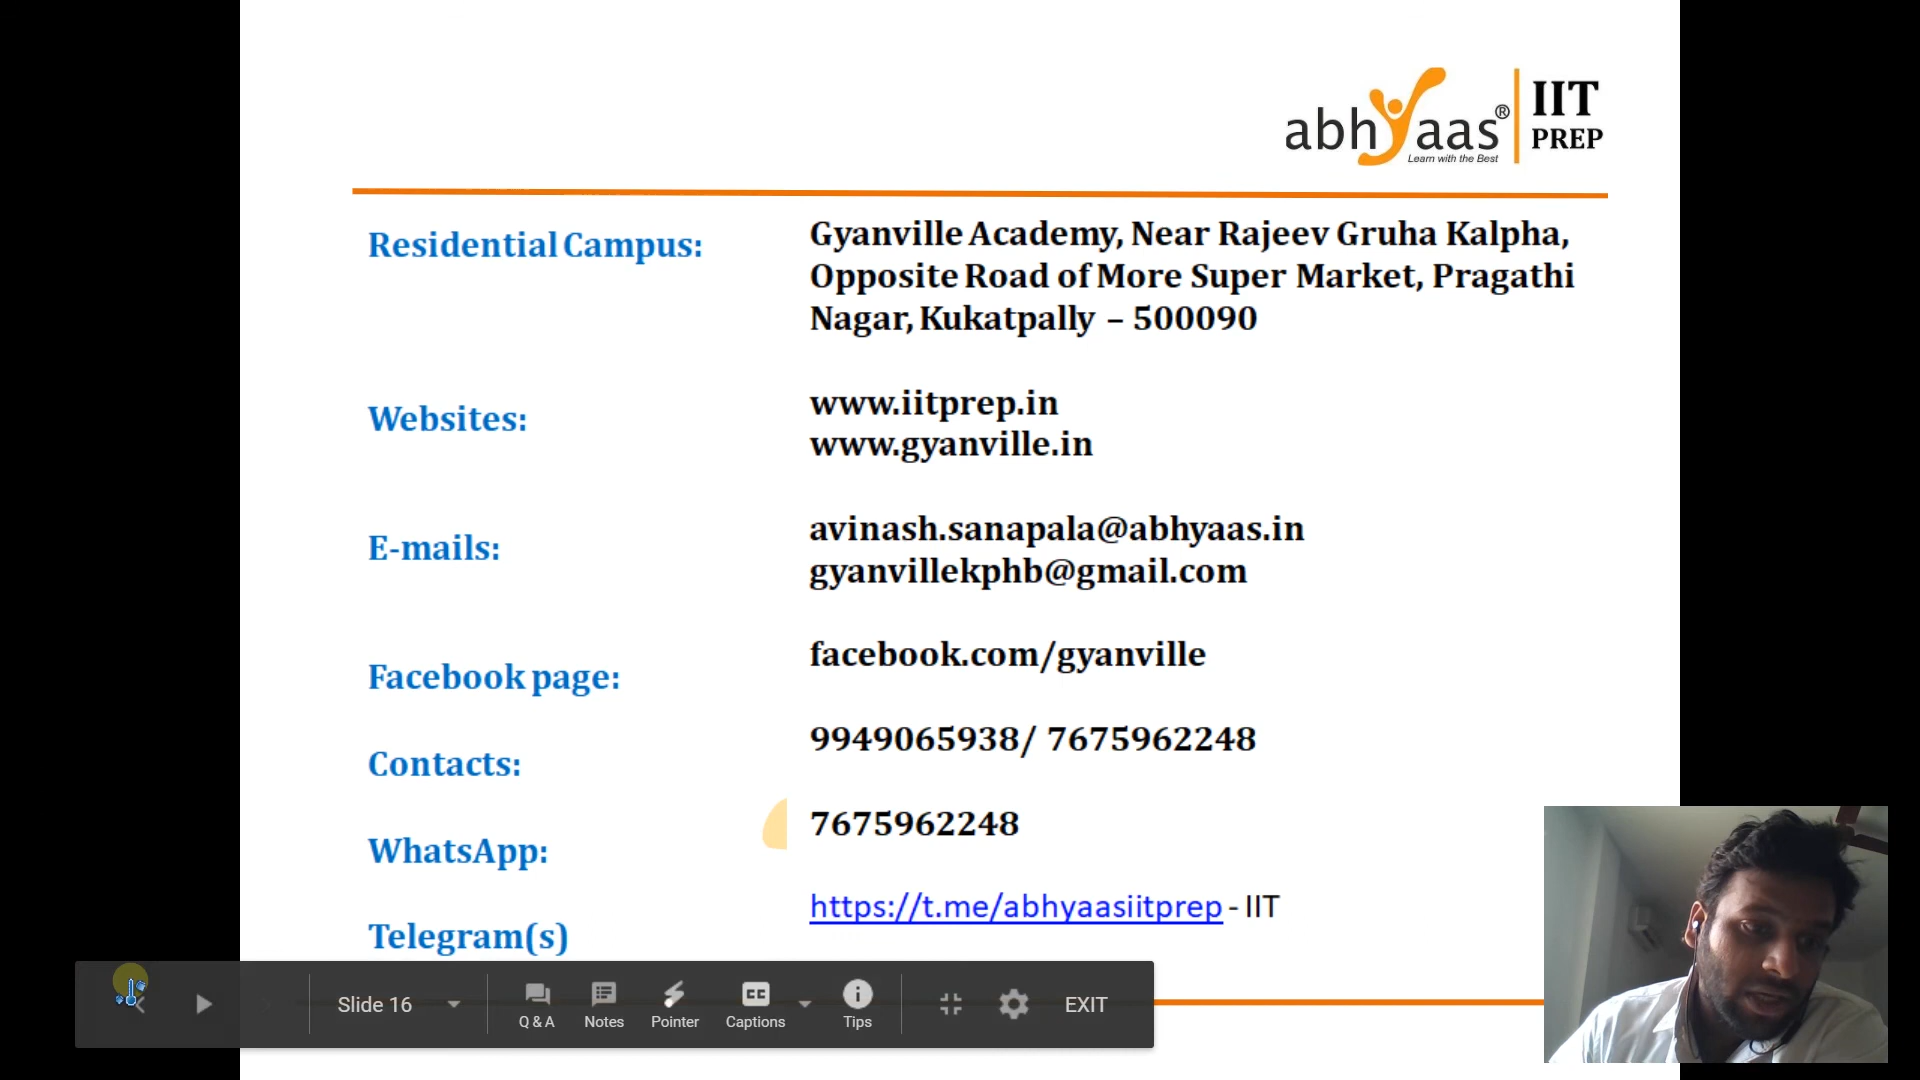 abhyaas®
Learn with the Best
IIT
PREP
Residential Campus:
Gyanville Academy, Near Rajeev Gruha Kalpha,
Opposite Road of More Super Market, Pragathi
Nagar, Kukatpally – 500090
Websites:
www.iitprep.in
www.gyanville.in
E-mails:
avinash.sanapala@abhyaas.in
gyanvillekphb@gmail.com
Facebook page:
facebook.com/gyanville
Contacts:
9949065938/ 7675962248
WhatsApp:
7675962248
Telegram(s)
https://t.me/abhyaasiitprep - IIT
Slide 16
Q & A
Notes
Pointer
CC
Captions
Tips
EXIT